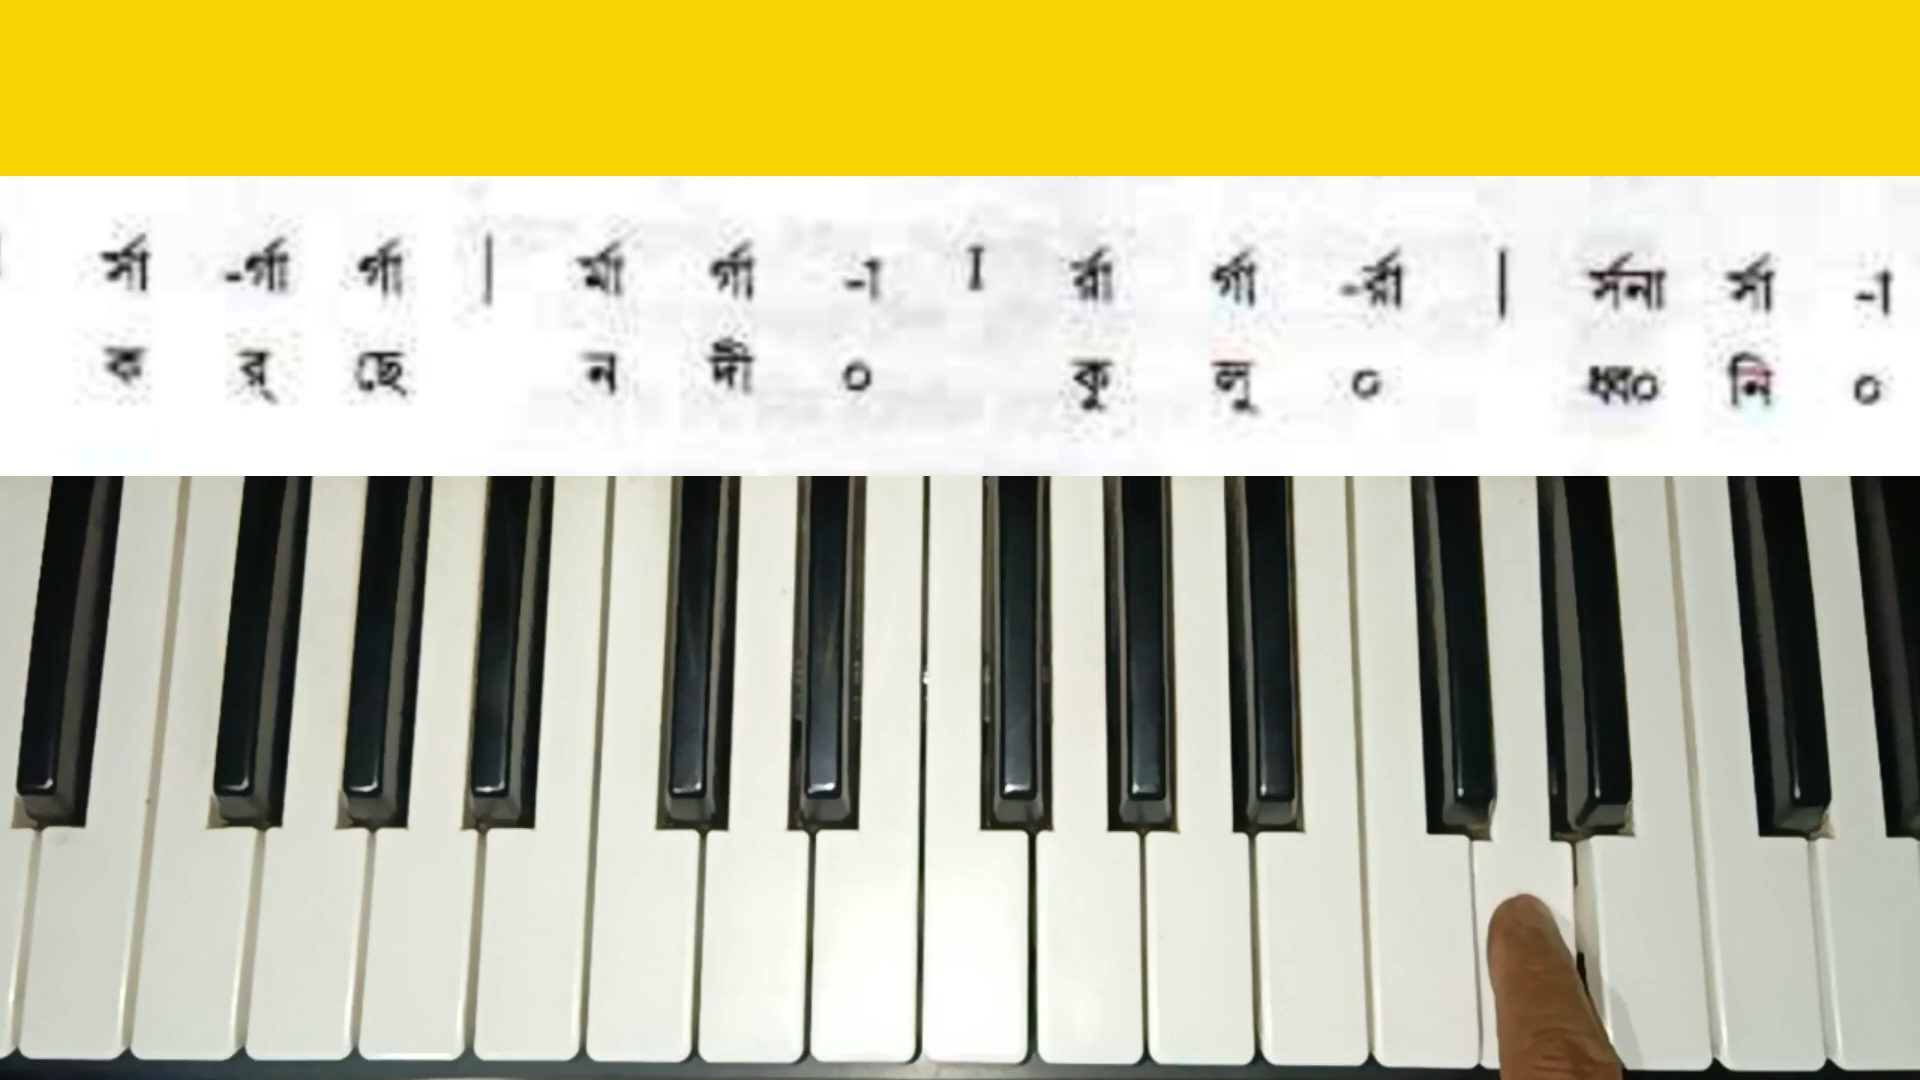 র্সা -র্গা র্গা | র্মা র্গা -া I র্রা র্গা -র্রা | র্সনা র্সা -া
ক র্ ছে ন দী ০ কু লু ০ ধ্ব০ নি ০